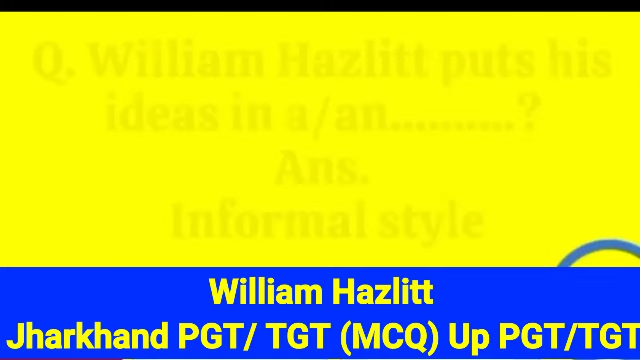 Q. William Hazlitt puts his
ideas in a/an..........?
Ans.
Informal style
William Hazlitt
Jharkhand PGT/ TGT (MCQ) Up PGT/TGT